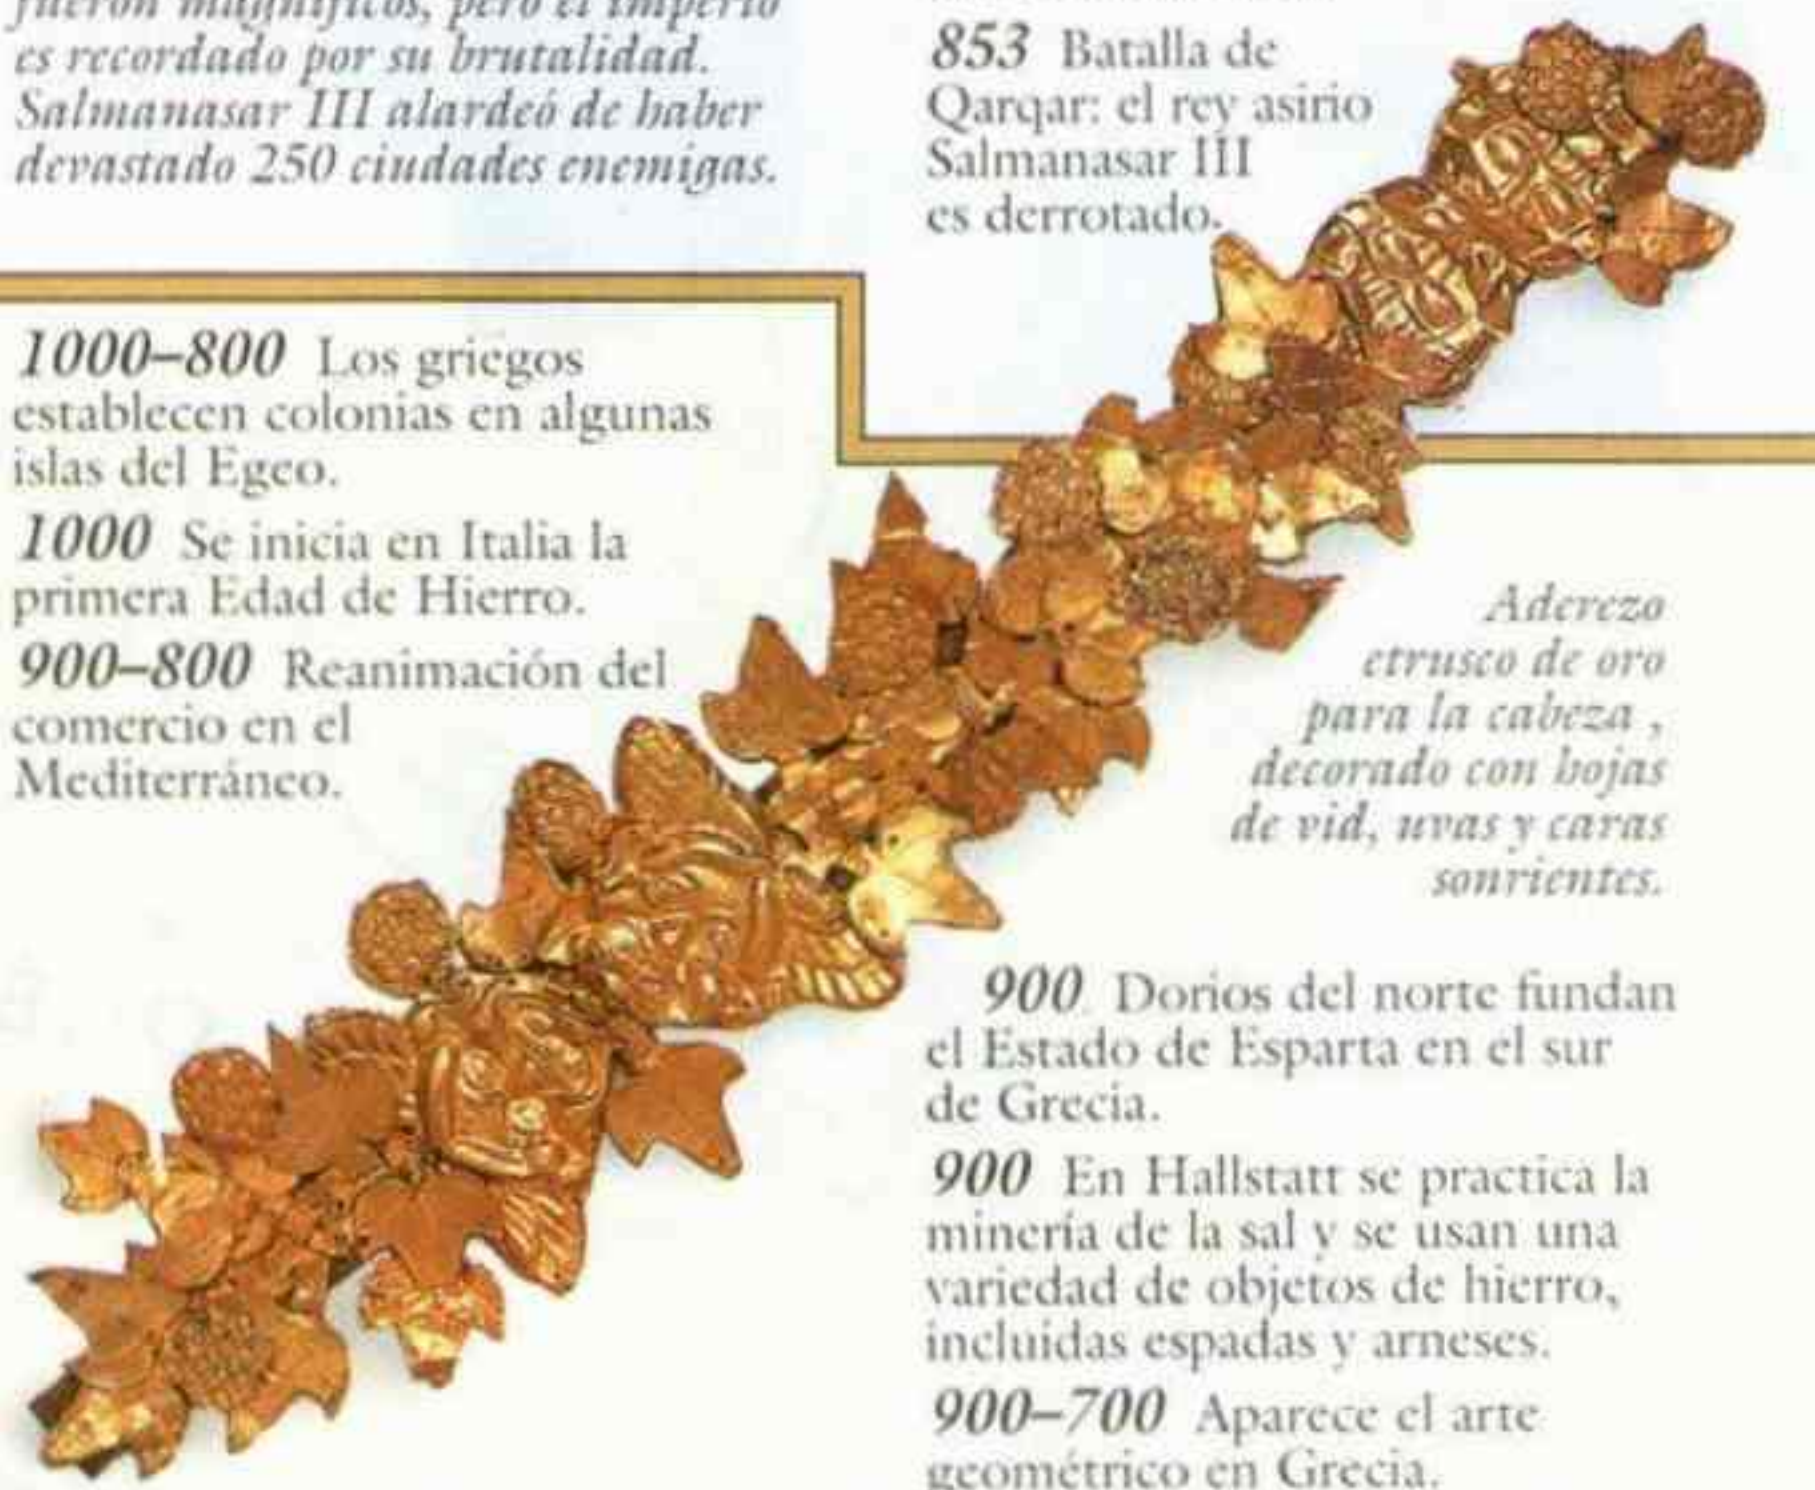 fueron magníficos, pero el imperio
es recordado por su brutalidad.
Salmanasar III alardeó de haber
devastado 250 ciudades enemigas.
853 Batalla de
Qarqar: el rey asirio
Salmanasar III
es derrotado.
1000–800 Los griegos
establecen colonias en algunas
islas del Egeo.
1000 Se inicia en Italia la
primera Edad de Hierro.
900–800 Reanimación del
comercio en el
Mediterráneo.
Aderezo
etrusco de oro
para la cabeza ,
decorado con hojas
de vid, uvas y caras
sonrientes.
900 Dorios del norte fundan
el Estado de Esparta en el sur
de Grecia.
900 En Hallstatt se practica la
minería de la sal y se usan una
variedad de objetos de hierro,
incluidas espadas y arneses.
900–700 Aparece el arte
geométrico en Grecia.